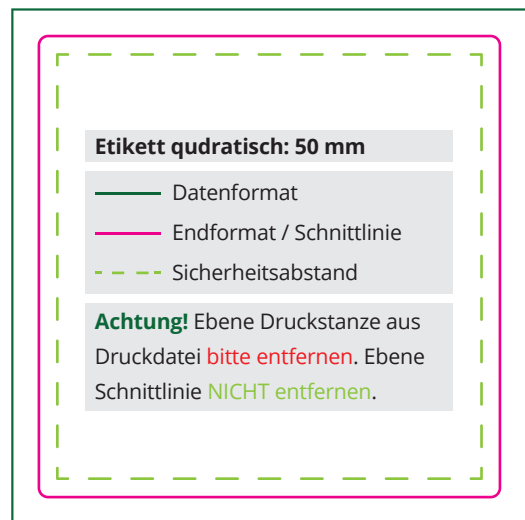 Etikett qudratisch: 50 mm
Datenformat
Endformat / Schnittlinie
Sicherheitsabstand
Achtung! Ebene Druckstanze aus
Druckdatei bitte entfernen. Ebene
Schnittlinie NICHT entfernen.